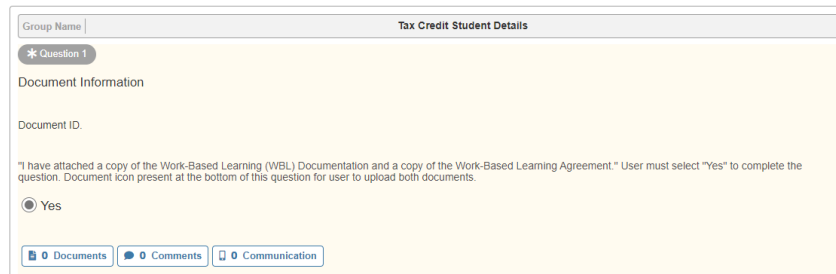 Group Name Tax Credit Student Details
* Question 1
Document Information
Document ID.
"I have attached a copy of the Work-Based Learning (WBL) Documentation and a copy of the Work-Based Learning Agreement." User must select "Yes" to complete the
question. Document icon present at the bottom of this question for user to upload both documents.
Yes
0 Documents 0 Comments 0 Communication